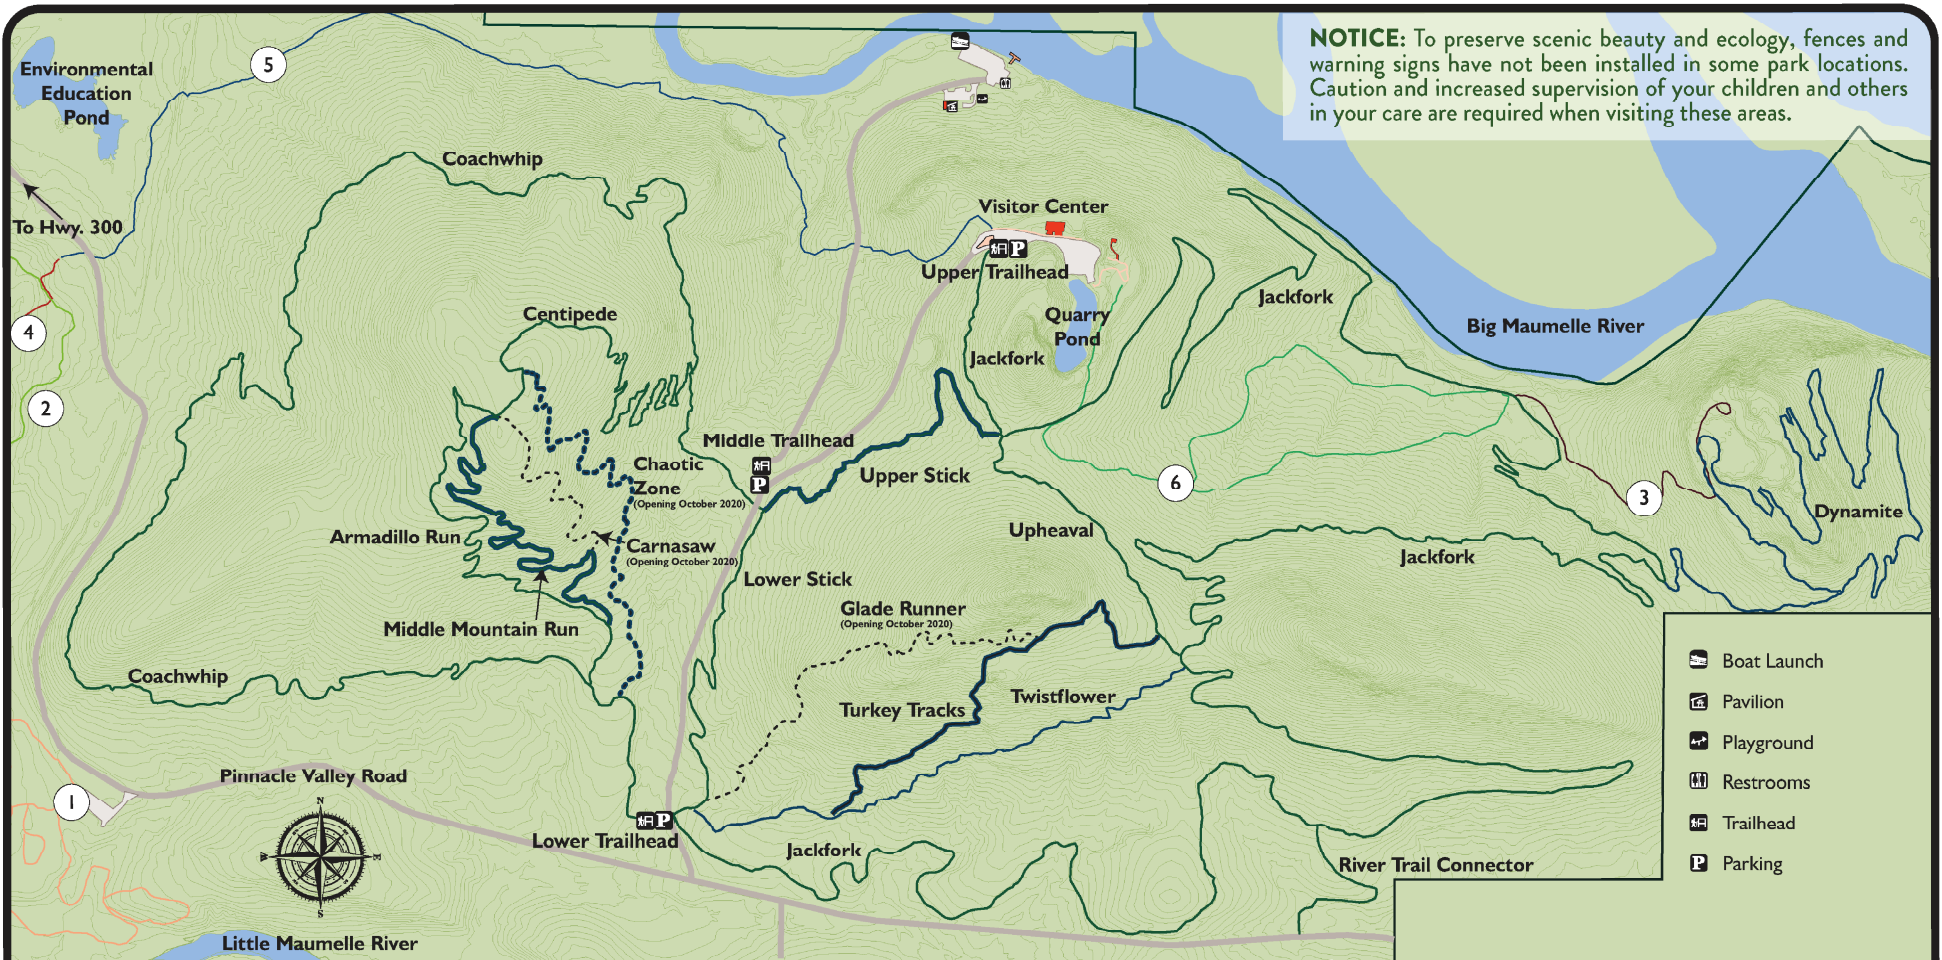 NOTICE: To preserve scenic beauty and ecology, fences and
warning signs have not been installed in some park locations.
Caution and increased supervision of your children and others
in your care are required when visiting these areas.
Environmental
Education
Pond
5
Coachwhip
To Hwy. 300
Visitor Center
P
Upper Trailhead
Jackfork
Quarry
Pond
Big Maumelle River
Centipede
4
Jackfork
2
Middle Trailhead
P
Chaotic
Zone
(Opening October 2020)
Upper Stick
6
3
Dynamite
Armadillo Run
Carnasaw
(Opening October 2020)
Upheaval
Jackfork
Lower Stick
Glade Runner
(Opening October 2020)
Middle Mountain Run
Coachwhip
Turkey Tracks
Twistflower
Boat Launch
Pavilion
Playground
Restrooms
Trailhead
P Parking
Pinnacle Valley Road
1
N
W E
S
P
Lower Trailhead
Jackfork
River Trail Connector
Little Maumelle River